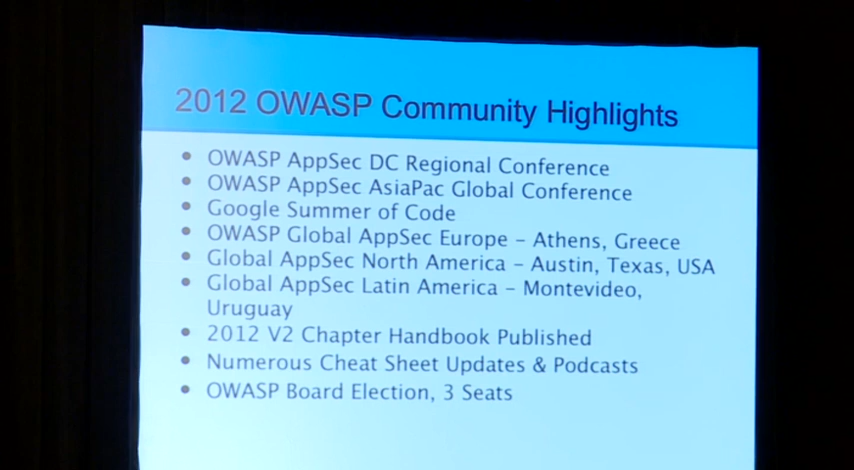 2012 OWASP Community Highlights
• OWASP AppSec DC Regional Conference
• OWASP AppSec AsiaPac Global Conference
• Google Summer of Code
• OWASP Global AppSec Europe – Athens, Greece
• Global AppSec North America – Austin, Texas, USA
• Global AppSec Latin America – Montevideo,
Uruguay
• 2012 V2 Chapter Handbook Published
• Numerous Cheat Sheet Updates & Podcasts
• OWASP Board Election, 3 Seats